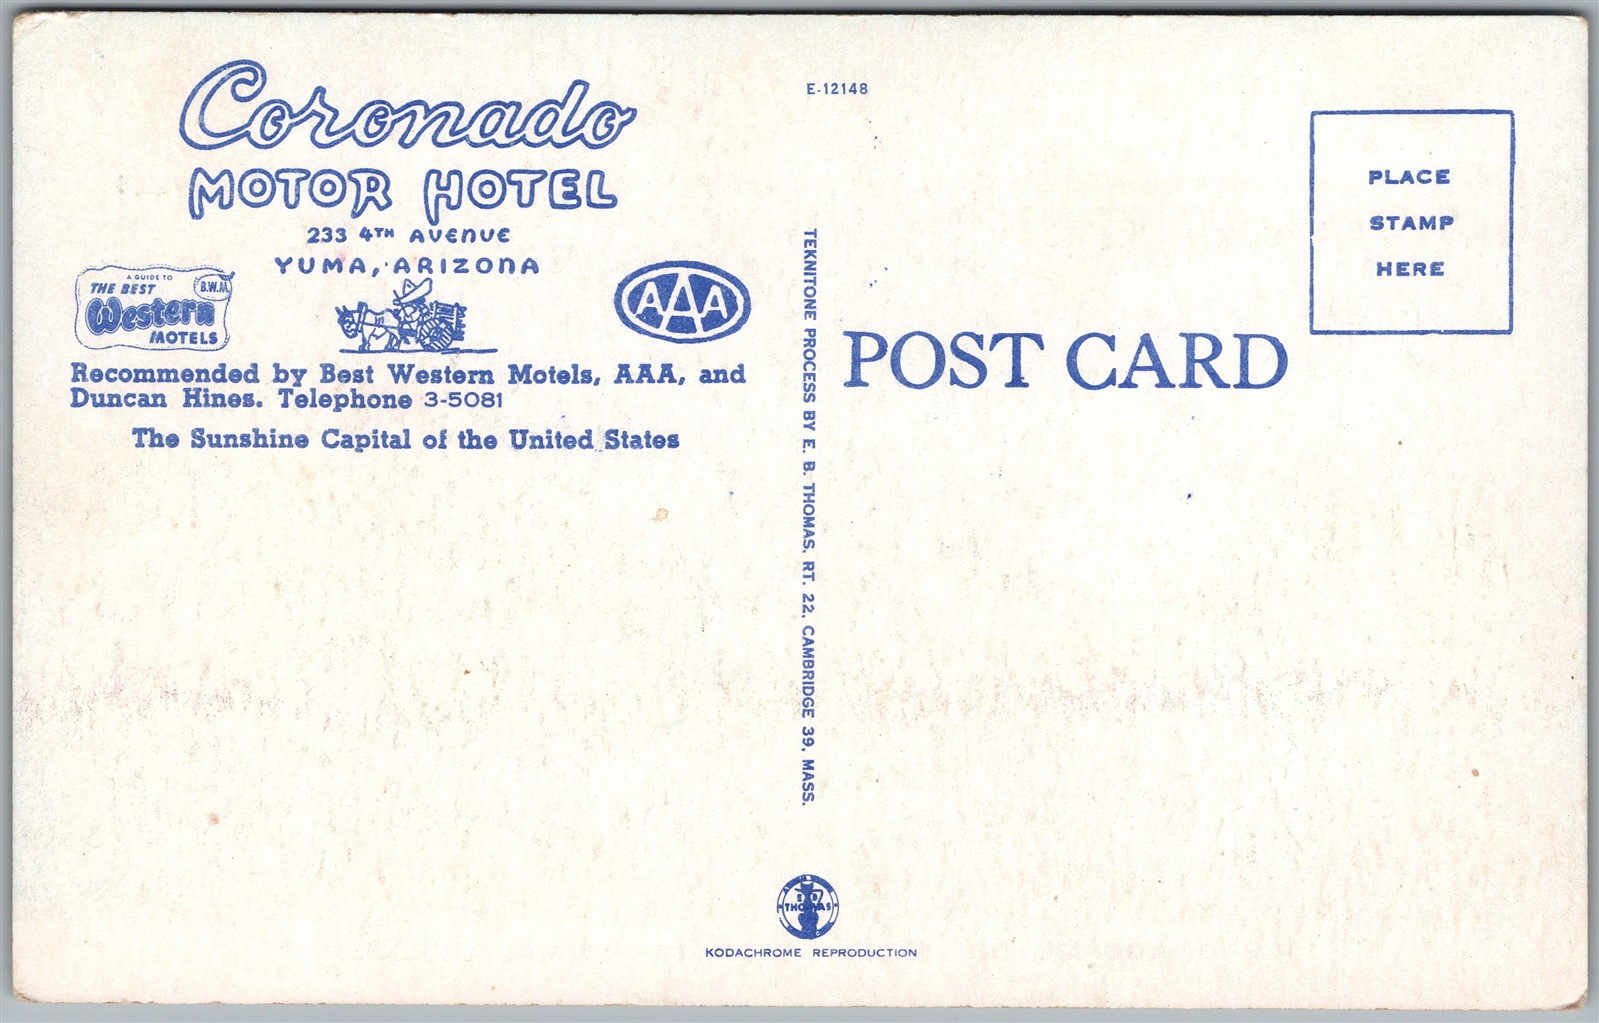 Coronado
MOTOR HOTEL
233 4TH AVENUE
YUMA, ARIZONA
A GUIDE TO
THE BEST
B.W.M.
Western
MOTELS
AAA
Recommended by Best Western Motels, AAA, and
Duncan Hines. Telephone 3-5081
The Sunshine Capital of the United States
E-12148
TEKNITONE PROCESS BY E. B. THOMAS, RT. 22, CAMBRIDGE 39, MASS.
PLACE
STAMP
HERE
POST CARD
THOMAS
KODACHROME REPRODUCTION